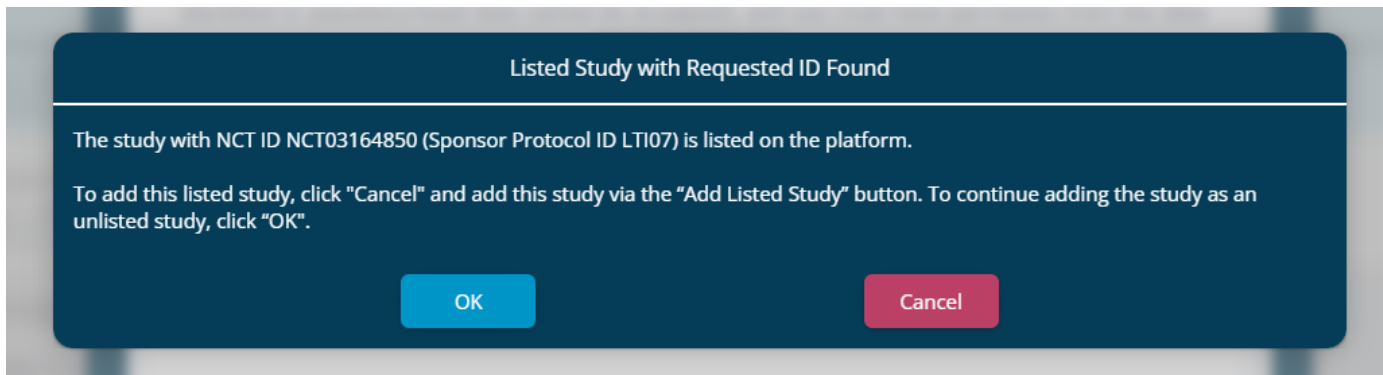 Listed Study with Requested ID Found
The study with NCT ID NCT03164850 (Sponsor Protocol ID LTI07) is listed on the platform.
To add this listed study, click "Cancel" and add this study via the “Add Listed Study” button. To continue adding the study as an
unlisted study, click “OK".
OK
Cancel